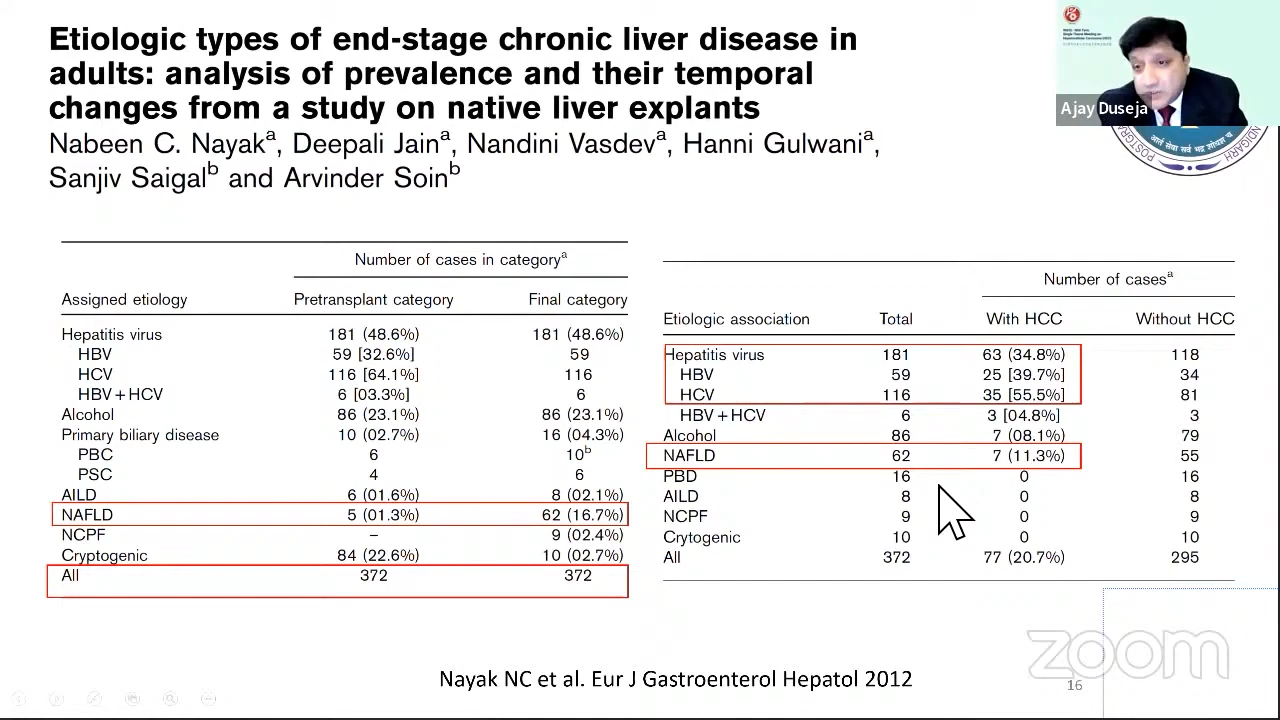 Etiologic types of end-stage chronic liver disease in
adults: analysis of prevalence and their temporal
changes from a study on native liver explants
Nabeen C. Nayakᵃ, Deepali Jainᵃ, Nandini Vasdevᵃ, Hanni Gulwaniᵃ,
Sanjiv Saigalᵇ and Arvinder Soinᵇ
Ajay Duseja
Number of cases in categoryᵃ
Assigned etiology Pretransplant category Final category
Hepatitis virus 181 (48.6%) 181 (48.6%)
HBV 59 [32.6%] 59
HCV 116 [64.1%] 116
HBV+HCV 6 [03.3%] 6
Alcohol 86 (23.1%) 86 (23.1%)
Primary biliary disease 10 (02.7%) 16 (04.3%)
PBC 6 10ᵇ
PSC 4 6
AILD 6 (01.6%) 8 (02.1%)
NAFLD 5 (01.3%) 62 (16.7%)
NCPF – 9 (02.4%)
Cryptogenic 84 (22.6%) 10 (02.7%)
All 372 372
Number of casesᵃ
Etiologic association Total With HCC Without HCC
Hepatitis virus 181 63 (34.8%) 118
HBV 59 25 [39.7%] 34
HCV 116 35 [55.5%] 81
HBV+HCV 6 3 [04.8%] 3
Alcohol 86 7 (08.1%) 79
NAFLD 62 7 (11.3%) 55
PBD 16 0 16
AILD 8 0 8
NCPF 9 0 9
Crytogenic 10 0 10
All 372 77 (20.7%) 295
zoom
Nayak NC et al. Eur J Gastroenterol Hepatol 2012
16